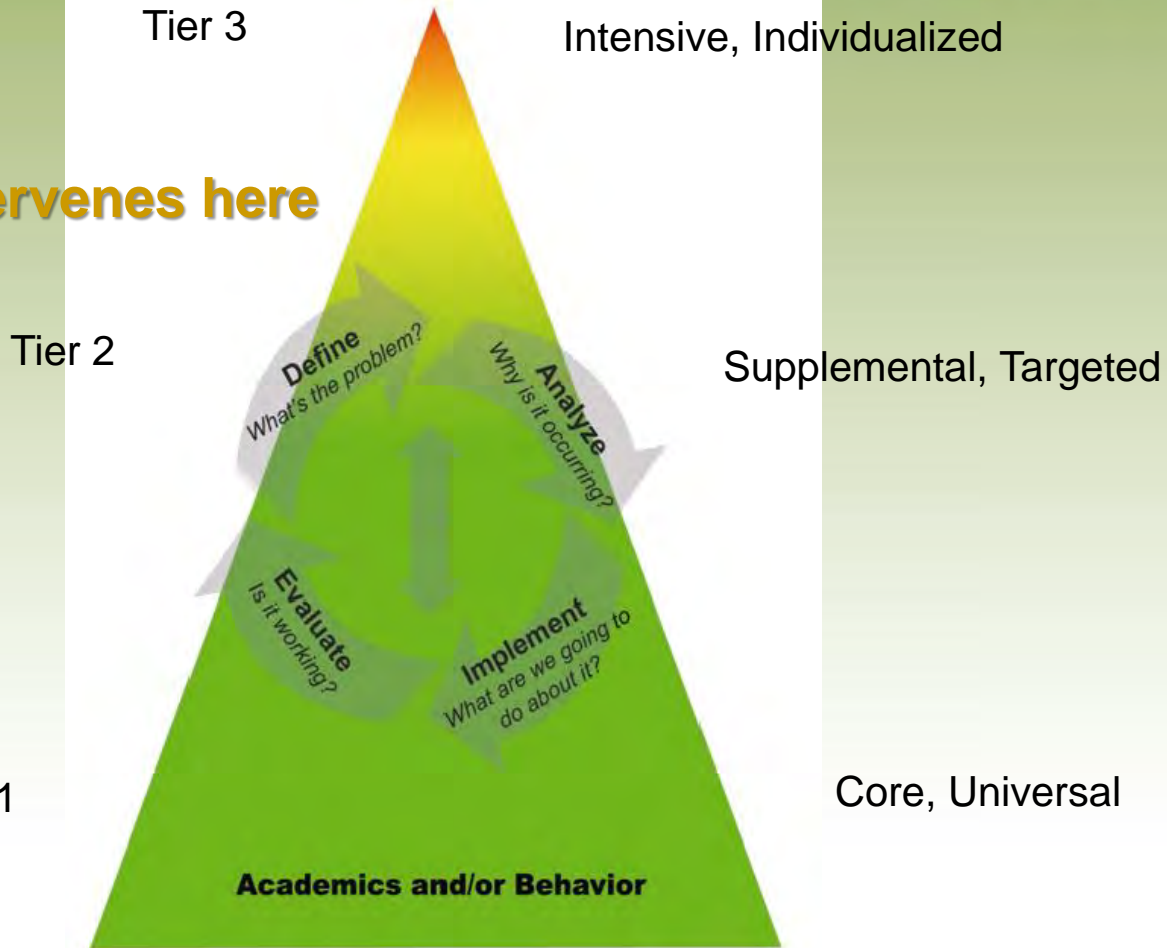 Tier 3
Intensive, Individualized
ervenes here
Tier 2
Supplemental, Targeted
Define
What's the problem?
Analyze
Why is it occurring?
Evaluate
Is it working?
Implement
What are we going to
do about it?
1
Core, Universal
Academics and/or Behavior